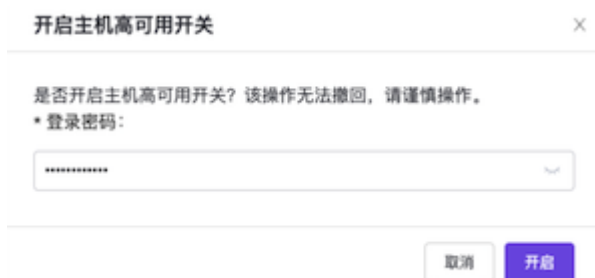 开启主机高可用开关
是否开启主机高可用开关？该操作无法撤回，请谨慎操作。
* 登录密码：
••••••••••••
取消 开启